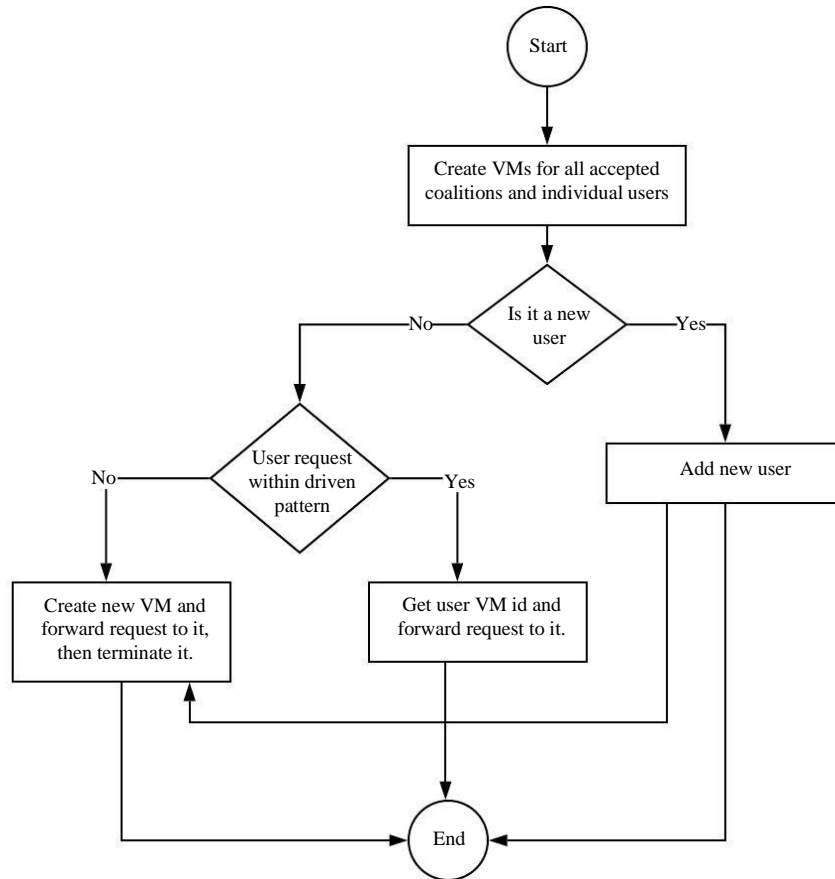 Start
Create VMs for all accepted
coalitions and individual users
Is it a new
user
No
Yes
User request
within driven
pattern
No
Yes
Add new user
Create new VM and
forward request to it,
then terminate it.
Get user VM id and
forward request to it.
End